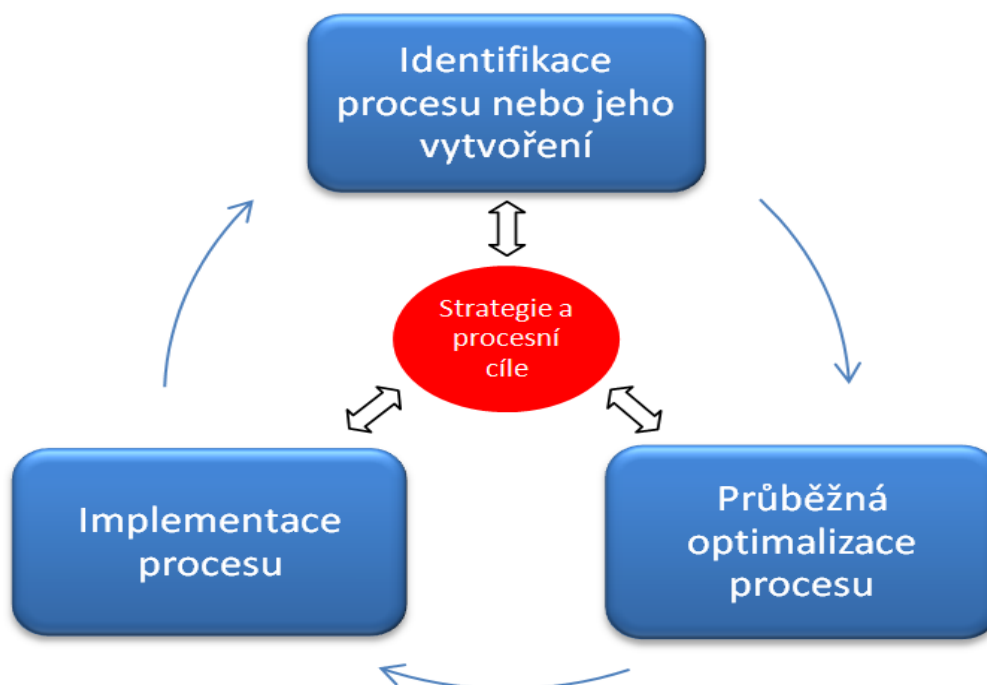 Identifikace
procesu nebo jeho
vytvoření
Strategie a
procesní
cíle
Implementace
procesu
Průběžná
optimalizace
procesu